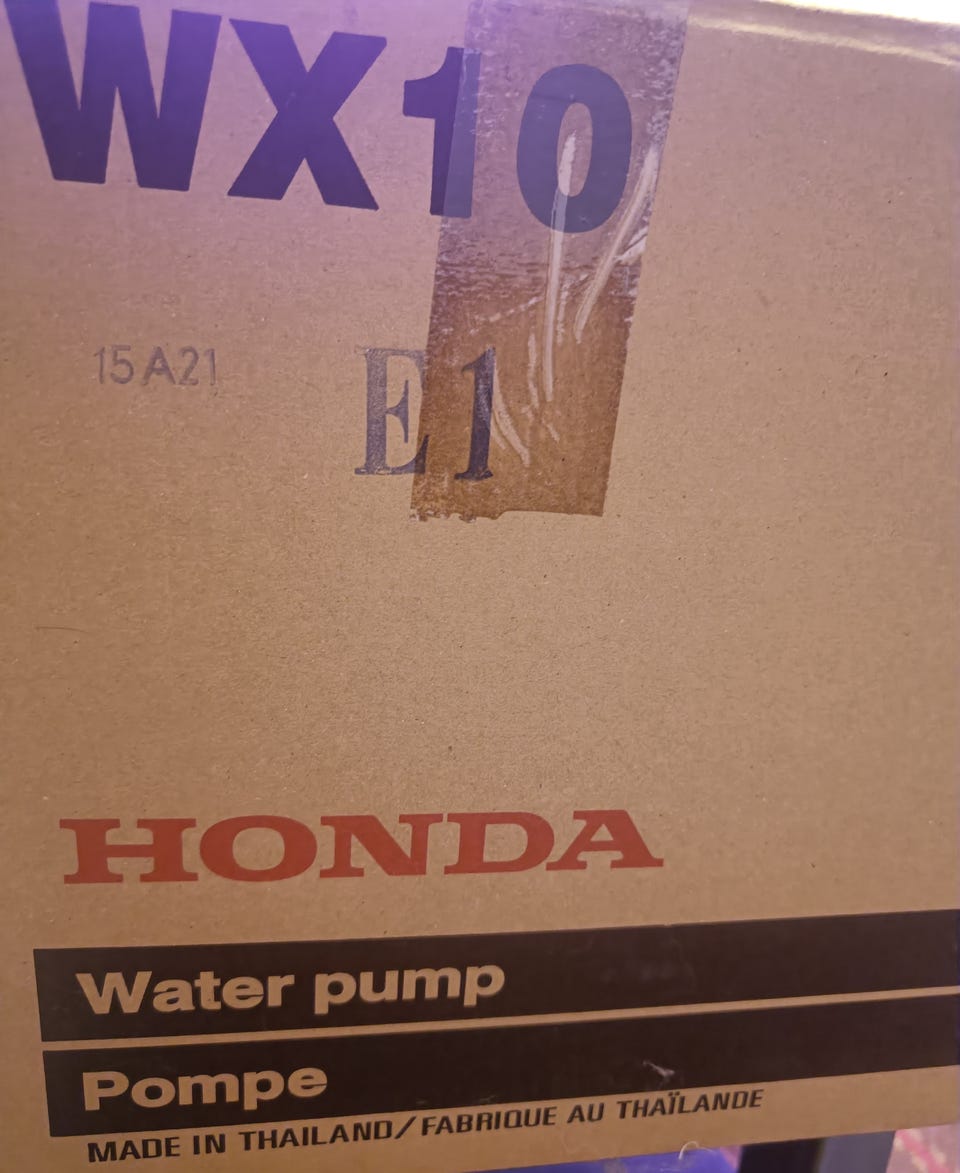 WX10
15A21 E1
HONDA
Water pump
Pompe
MADE IN THAILAND/FABRIQUE AU THAÏLANDE